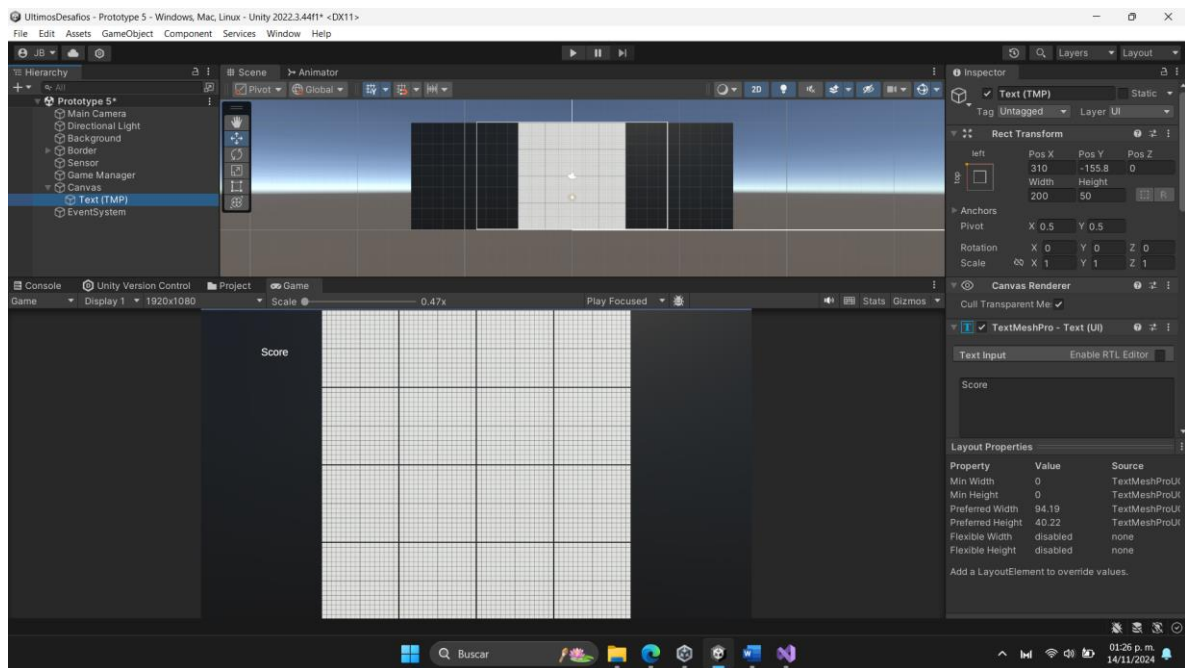 UltimosDesafios - Prototype 5 - Windows, Mac, Linux - Unity 2022.3.44f1* <DX11>
File Edit Assets GameObject Component Services Window Help
JB Layers Layout
Hierarchy Scene Animator Inspector
All Pivot Global 2D Text (TMP) Static
Prototype 5* Tag Untagged Layer UI
Main Camera
Directional Light Rect Transform
Background
Border left Pos X Pos Y Pos Z
Sensor top 310 -155.8 0
Game Manager Width Height
Canvas 200 50 R
Text (TMP)
EventSystem Anchors
Pivot X 0.5 Y 0.5
Rotation X 0 Y 0 Z 0
Scale X 1 Y 1 Z 1
Console Unity Version Control Project Game Canvas Renderer
Game Display 1 1920x1080 Scale 0.47x Play Focused Stats Gizmos Cull Transparent Me:
TextMeshPro - Text (UI)
Score Text Input Enable RTL Editor
Score
Layout Properties
Property Value Source
Min Width 0 TextMeshProUG
Min Height 0 TextMeshProUG
Preferred Width 94.19 TextMeshProUG
Preferred Height 40.22 TextMeshProUG
Flexible Width disabled none
Flexible Height disabled none
Add a LayoutElement to override values.
Buscar 01:26 p. m.
14/11/2024